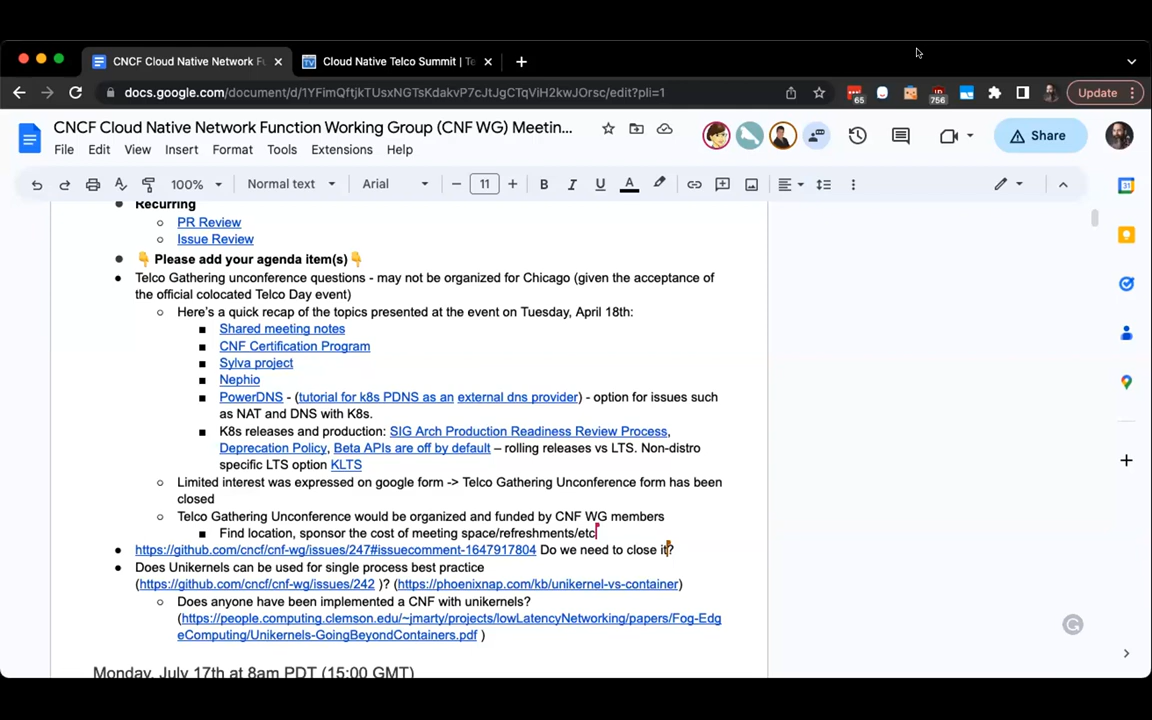 CNCF Cloud Native Network Fu
Cloud Native Telco Summit | Te
docs.google.com/document/d/1YFimQftjkTUsxNGTsKdakvP7cJtJgCTqViH2kwJOrsc/edit?pli=1
65
756
Update
CNCF Cloud Native Network Function Working Group (CNF WG) Meetin...
Share
File Edit View Insert Format Tools Extensions Help
100% Normal text Arial 11 B I U A
Recurring
PR Review
Issue Review
👇 Please add your agenda item(s)👇
Telco Gathering unconference questions - may not be organized for Chicago (given the acceptance of
the official colocated Telco Day event)
Here's a quick recap of the topics presented at the event on Tuesday, April 18th:
Shared meeting notes
CNF Certification Program
Sylva project
Nephio
PowerDNS - (tutorial for k8s PDNS as an external dns provider) - option for issues such
as NAT and DNS with K8s.
K8s releases and production: SIG Arch Production Readiness Review Process,
Deprecation Policy, Beta APIs are off by default – rolling releases vs LTS. Non-distro
specific LTS option KLTS
Limited interest was expressed on google form -> Telco Gathering Unconference form has been
closed
Telco Gathering Unconference would be organized and funded by CNF WG members
Find location, sponsor the cost of meeting space/refreshments/etc
https://github.com/cncf/cnf-wg/issues/247#issuecomment-1647917804 Do we need to close it?
Does Unikernels can be used for single process best practice
(https://github.com/cncf/cnf-wg/issues/242 )? (https://phoenixnap.com/kb/unikernel-vs-container)
Does anyone have been implemented a CNF with unikernels?
(https://people.computing.clemson.edu/~jmarty/projects/lowLatencyNetworking/papers/Fog-Edg
eComputing/Unikernels-GoingBeyondContainers.pdf )
Monday, July 17th at 8am PDT (15:00 GMT)